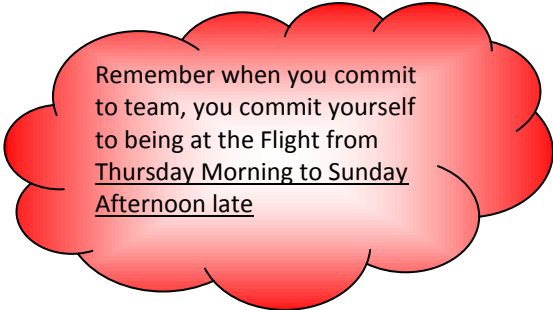 Remember when you commit
to team, you commit yourself
to being at the Flight from
Thursday Morning to Sunday
Afternoon late